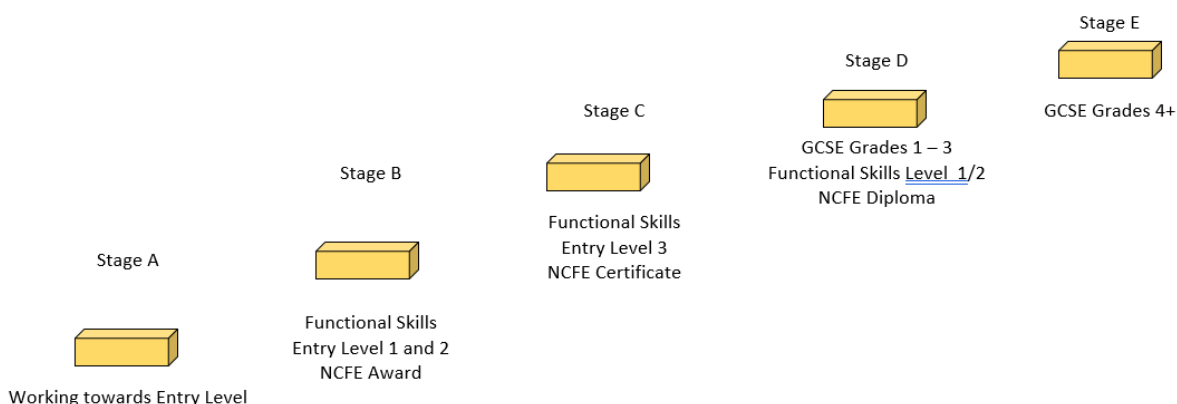 Stage A
Working towards Entry Level
Stage B
Functional Skills
Entry Level 1 and 2
NCFE Award
Stage C
Functional Skills
Entry Level 3
NCFE Certificate
Stage D
GCSE Grades 1 – 3
Functional Skills Level  1/2
NCFE Diploma
Stage E
GCSE Grades 4+